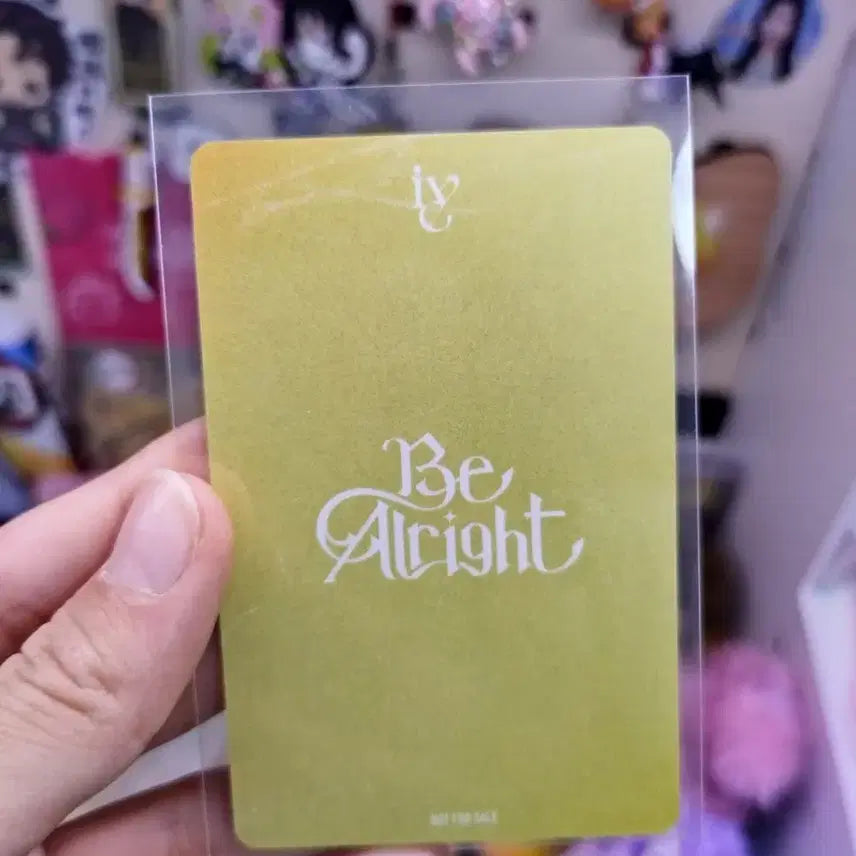 ive
Be
Alright
NOT FOR SALE